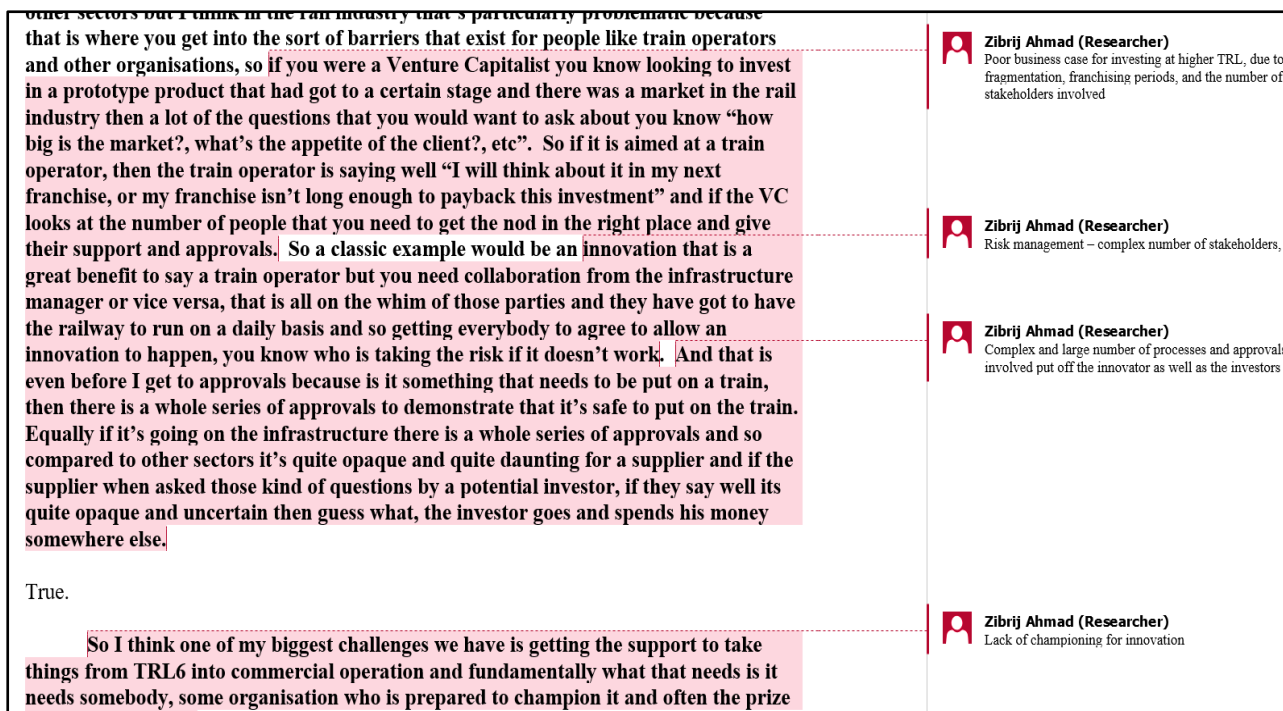 other sectors but I think in the rail industry that's particularly problematic because
that is where you get into the sort of barriers that exist for people like train operators
and other organisations, so if you were a Venture Capitalist you know looking to invest
in a prototype product that had got to a certain stage and there was a market in the rail
industry then a lot of the questions that you would want to ask about you know “how
big is the market?, what’s the appetite of the client?, etc”.  So if it is aimed at a train
operator, then the train operator is saying well “I will think about it in my next
franchise, or my franchise isn’t long enough to payback this investment” and if the VC
looks at the number of people that you need to get the nod in the right place and give
their support and approvals.  So a classic example would be an innovation that is a
great benefit to say a train operator but you need collaboration from the infrastructure
manager or vice versa, that is all on the whim of those parties and they have got to have
the railway to run on a daily basis and so getting everybody to agree to allow an
innovation to happen, you know who is taking the risk if it doesn’t work.  And that is
even before I get to approvals because is it something that needs to be put on a train,
then there is a whole series of approvals to demonstrate that it’s safe to put on the train.
Equally if it’s going on the infrastructure there is a whole series of approvals and so
compared to other sectors it’s quite opaque and quite daunting for a supplier and if the
supplier when asked those kind of questions by a potential investor, if they say well its
quite opaque and uncertain then guess what, the investor goes and spends his money
somewhere else.
True.
So I think one of my biggest challenges we have is getting the support to take
things from TRL6 into commercial operation and fundamentally what that needs is it
needs somebody, some organisation who is prepared to champion it and often the prize
Zibrij Ahmad (Researcher)
Poor business case for investing at higher TRL, due to
fragmentation, franchising periods, and the number of
stakeholders involved
Zibrij Ahmad (Researcher)
Risk management – complex number of stakeholders,
Zibrij Ahmad (Researcher)
Complex and large number of processes and approvals
involved put off the innovator as well as the investors
Zibrij Ahmad (Researcher)
Lack of championing for innovation